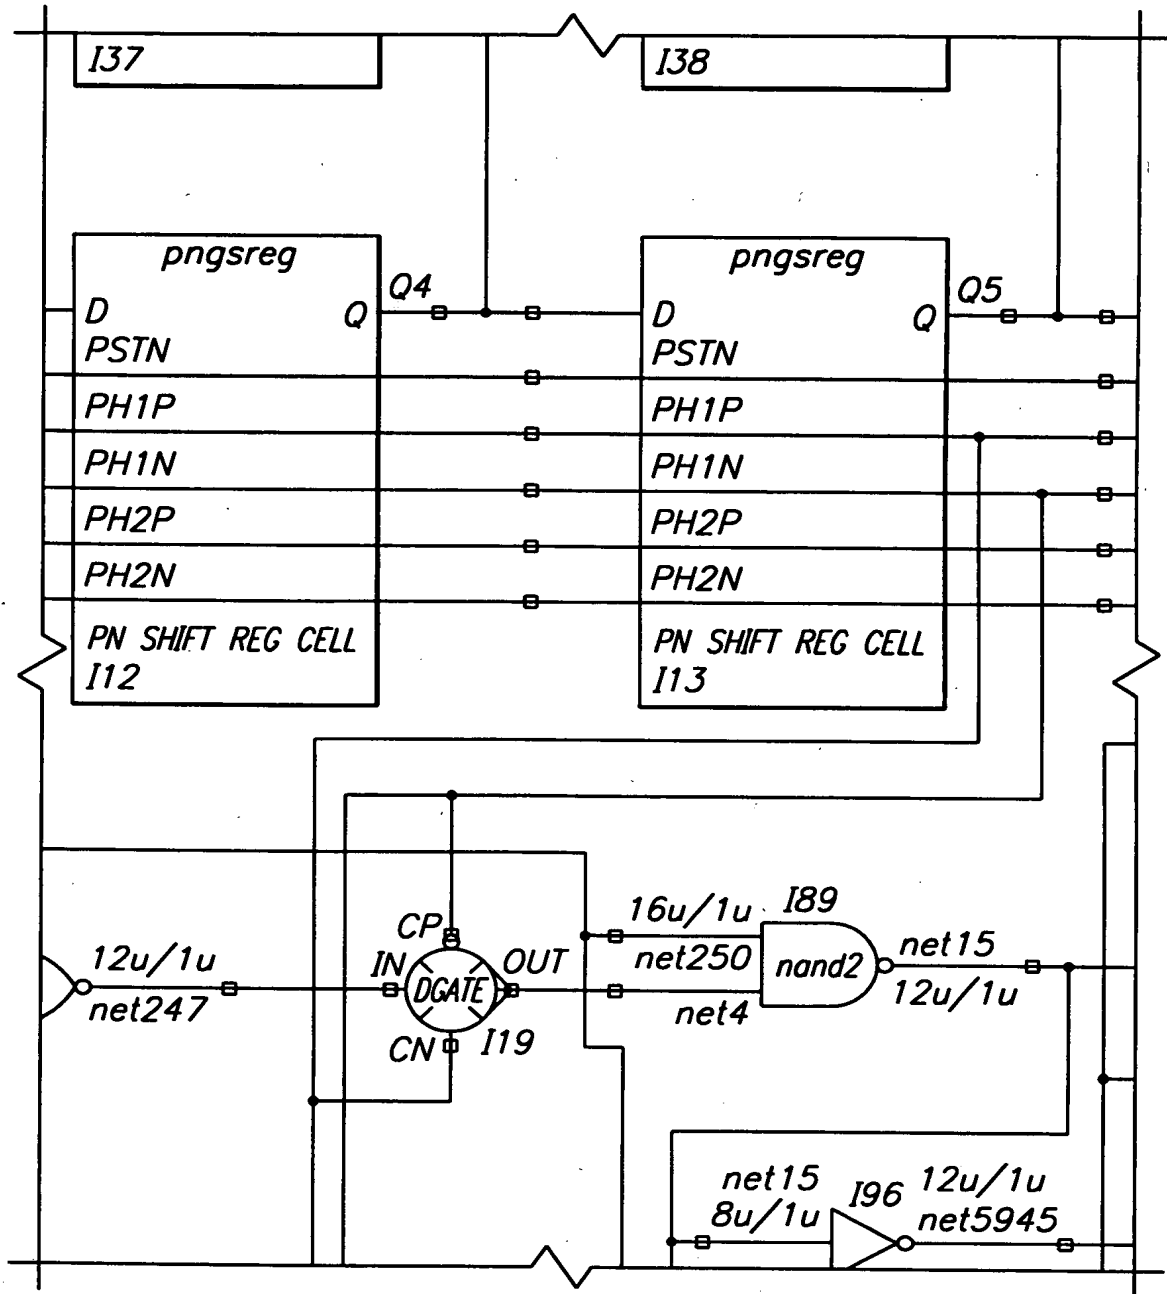 I37
I38
pngsreg
D
Q
Q4
PSTN
PH1P
PH1N
PH2P
PH2N
PN SHIFT REG CELL
I12
pngsreg
D
Q
Q5
PSTN
PH1P
PH1N
PH2P
PH2N
PN SHIFT REG CELL
I13
12u/1u
net247
CP
IN
DGATE
OUT
CN
I19
16u/1u
net250
net4
I89
nand2
net15
12u/1u
net15
8u/1u
I96
12u/1u
net5945